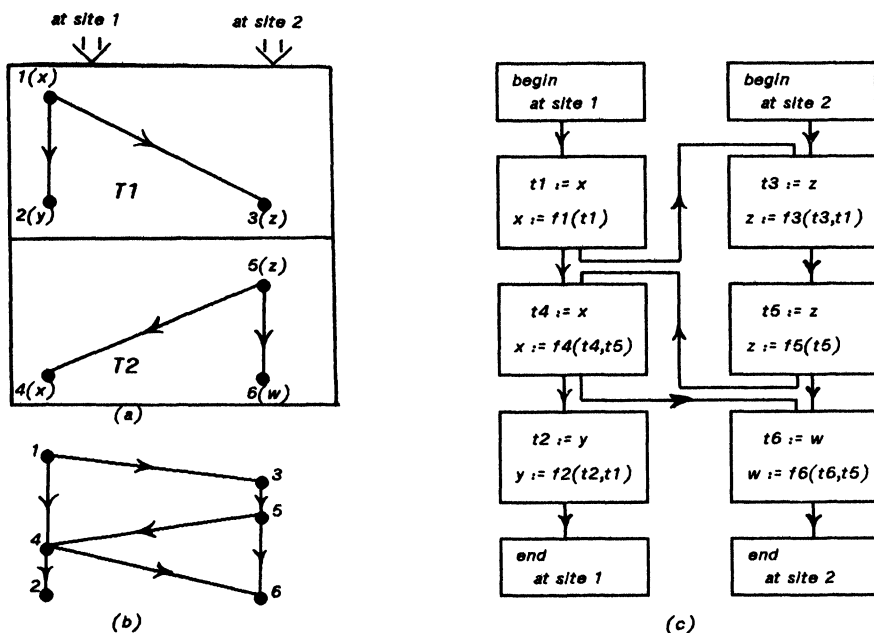 at site 1
at site 2
1(x)
T1
2(y)
3(z)
5(z)
T2
4(x)
6(w)
(a)
1
3
5
4
2
6
(b)
begin
at site 1
t1 := x
x := f1(t1)
t4 := x
x := f4(t4,t5)
t2 := y
y := f2(t2,t1)
end
at site 1
begin
at site 2
t3 := z
z := f3(t3,t1)
t5 := z
z := f5(t5)
t6 := w
w := f6(t6,t5)
end
at site 2
(c)